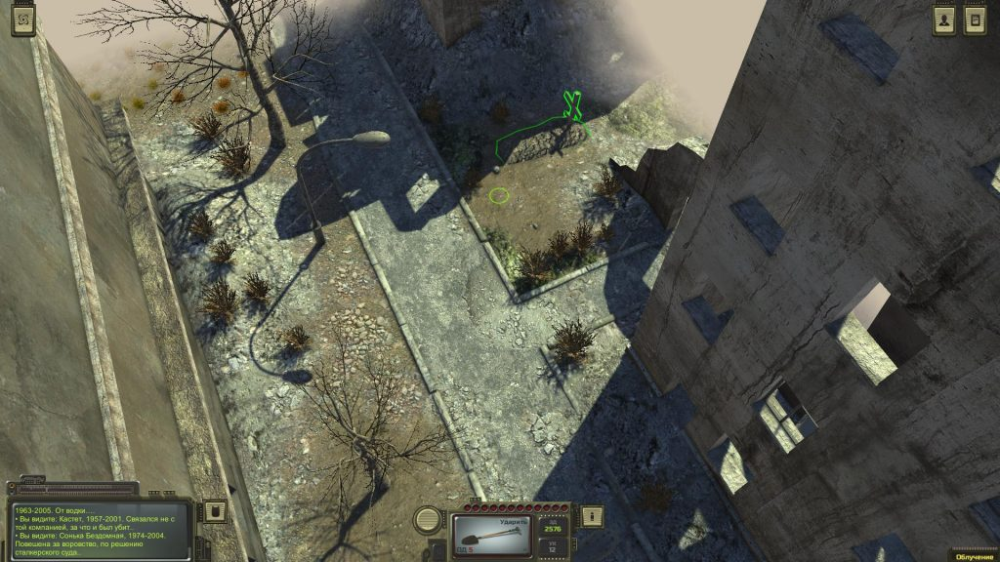 1963-2005. От водки....
• Вы видите: Кастет, 1957-2001. Связался не с
той компанией, за что и был убит..
• Вы видите: Сонька Бездомная, 1974-2004.
Повешена за воровство, по решению
сталкерского суда..
Ударить
ОД 5
2576
12
Облучение